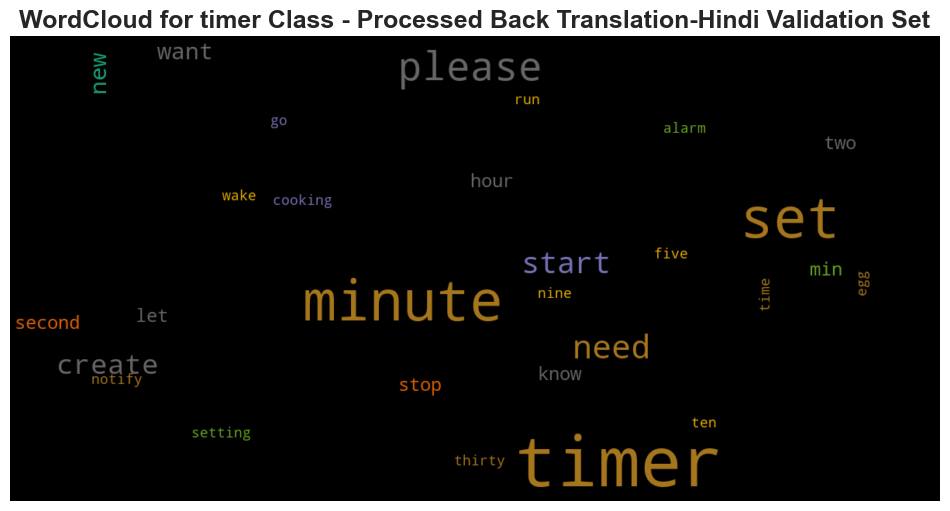 WordCloud for timer Class - Processed Back Translation-Hindi Validation Set
want
please
new
run
go
alarm
two
hour
wake
cooking
set
start
five
min
time
egg
minute
nine
second
let
need
create
know
notify
stop
setting
ten
thirty
timer